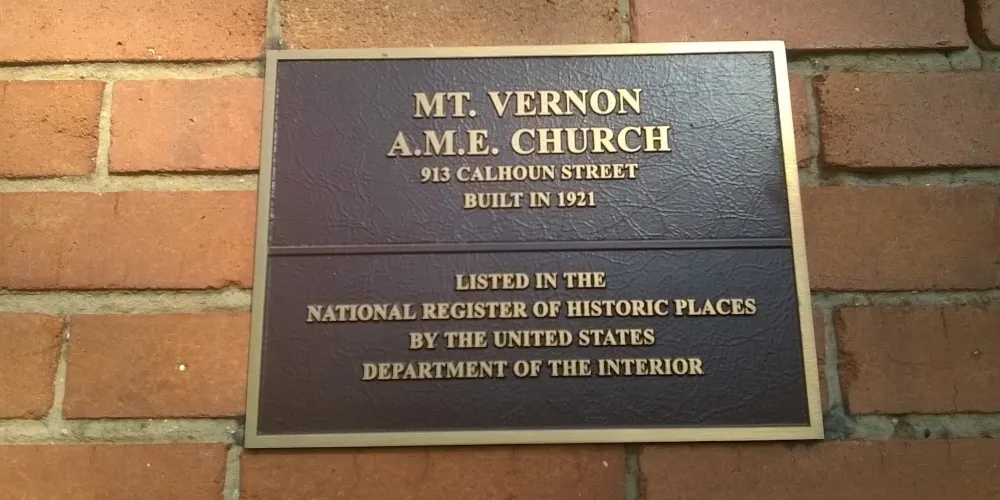 MT. VERNON
A.M.E. CHURCH
913 CALHOUN STREET
BUILT IN 1921
LISTED IN THE
NATIONAL REGISTER OF HISTORIC PLACES
BY THE UNITED STATES
DEPARTMENT OF THE INTERIOR